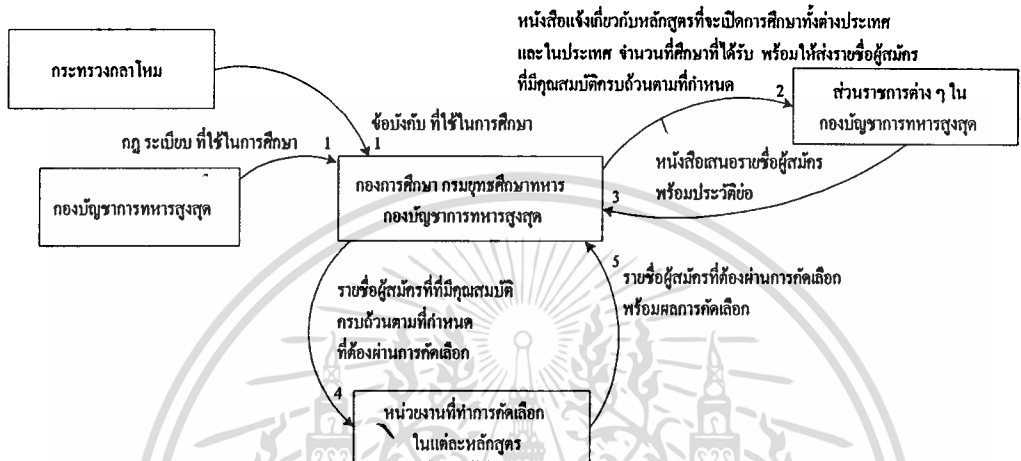 หนังสือแจ้งเกี่ยวกับหลักสูตรที่จะเปิดการศึกษาทั้งต่างประเทศ
และในประเทศ จำนวนที่ศึกษาที่ได้รับ พร้อมให้ส่งรายชื่อผู้สมัคร
ที่มีคุณสมบัติครบถ้วนตามที่กำหนด
กระทรวงกลาโหม
2
ส่วนราชการต่าง ๆ ใน
กองบัญชาการทหารสูงสุด
ข้อบังคับ ที่ใช้ในการศึกษา
กฎ ระเบียบ ที่ใช้ในการศึกษา
1
1
หนังสือเสนอรายชื่อผู้สมัคร
พร้อมประวัติย่อ
3
กองการศึกษา กรมยุทธศึกษาทหาร
กองบัญชาการทหารสูงสุด
กองบัญชาการทหารสูงสุด
5
รายชื่อผู้สมัครที่ต้องผ่านการคัดเลือก
พร้อมผลการคัดเลือก
รายชื่อผู้สมัครที่ที่มีคุณสมบัติ
ครบถ้วนตามที่กำหนด
ที่ต้องผ่านการคัดเลือก
4
หน่วยงานที่ทำการคัดเลือก
ในแต่ละหลักสูตร